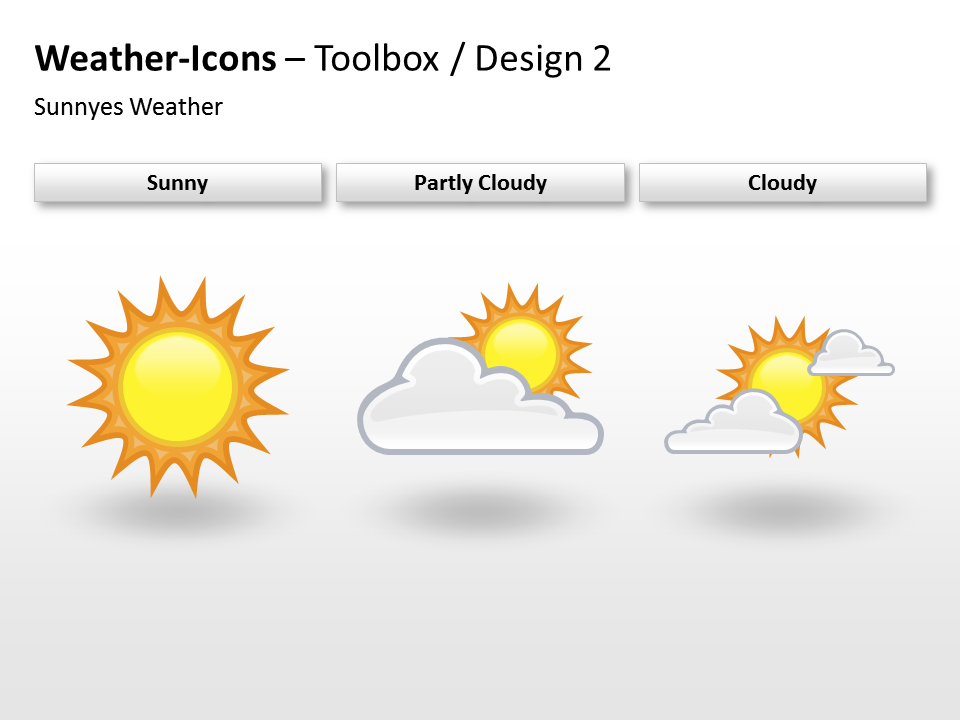 Weather-Icons – Toolbox / Design 2
Sunnyes Weather
Sunny
Partly Cloudy
Cloudy